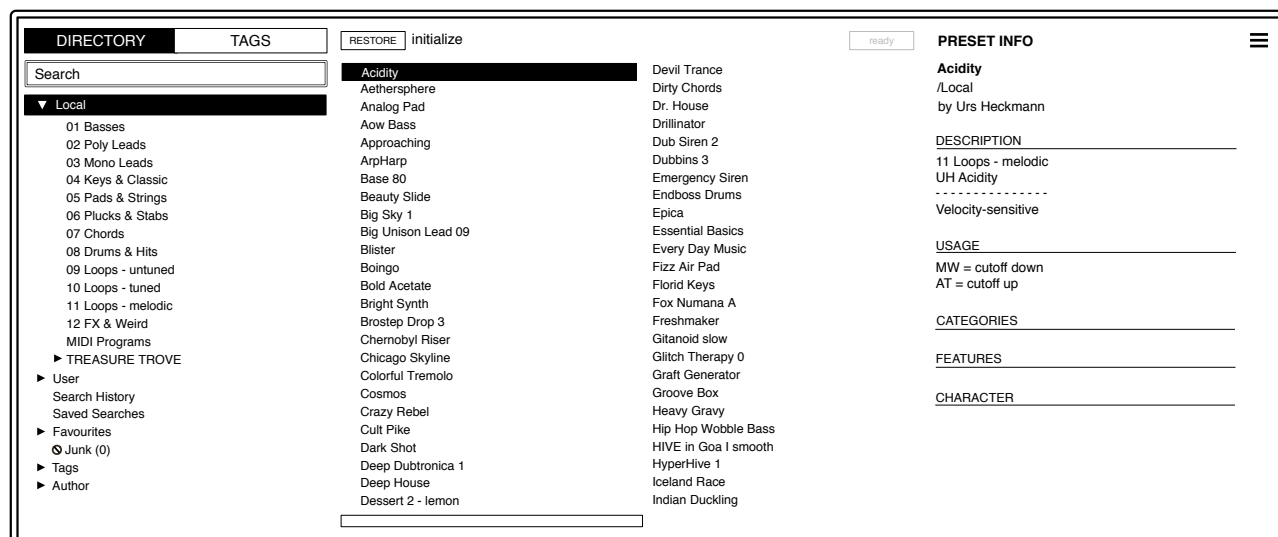 DIRECTORY TAGS
Search
▼ Local
01 Basses
02 Poly Leads
03 Mono Leads
04 Keys & Classic
05 Pads & Strings
06 Plucks & Stabs
07 Chords
08 Drums & Hits
09 Loops - untuned
10 Loops - tuned
11 Loops - melodic
12 FX & Weird
MIDI Programs
► TREASURE TROVE
► User
Search History
Saved Searches
► Favourites
Junk (0)
► Tags
► Author
RESTORE initialize
ready
Acidity
Aethersphere
Analog Pad
Aow Bass
Approaching
ArpHarp
Base 80
Beauty Slide
Big Sky 1
Big Unison Lead 09
Blister
Boingo
Bold Acetate
Bright Synth
Brostep Drop 3
Chernobyl Riser
Chicago Skyline
Colorful Tremolo
Cosmos
Crazy Rebel
Cult Pike
Dark Shot
Deep Dubtronica 1
Deep House
Dessert 2 - lemon
Devil Trance
Dirty Chords
Dr. House
Drillinator
Dub Siren 2
Dubbins 3
Emergency Siren
Endboss Drums
Epica
Essential Basics
Every Day Music
Fizz Air Pad
Florid Keys
Fox Numana A
Freshmaker
Gitanoid slow
Glitch Therapy 0
Graft Generator
Groove Box
Heavy Gravy
Hip Hop Wobble Bass
HIVE in Goa I smooth
HyperHive 1
Iceland Race
Indian Duckling
PRESET INFO
Acidity
/Local
by Urs Heckmann
DESCRIPTION
11 Loops - melodic
UH Acidity
- - - - - - - - - - - - - - -
Velocity-sensitive
USAGE
MW = cutoff down
AT = cutoff up
CATEGORIES
FEATURES
CHARACTER